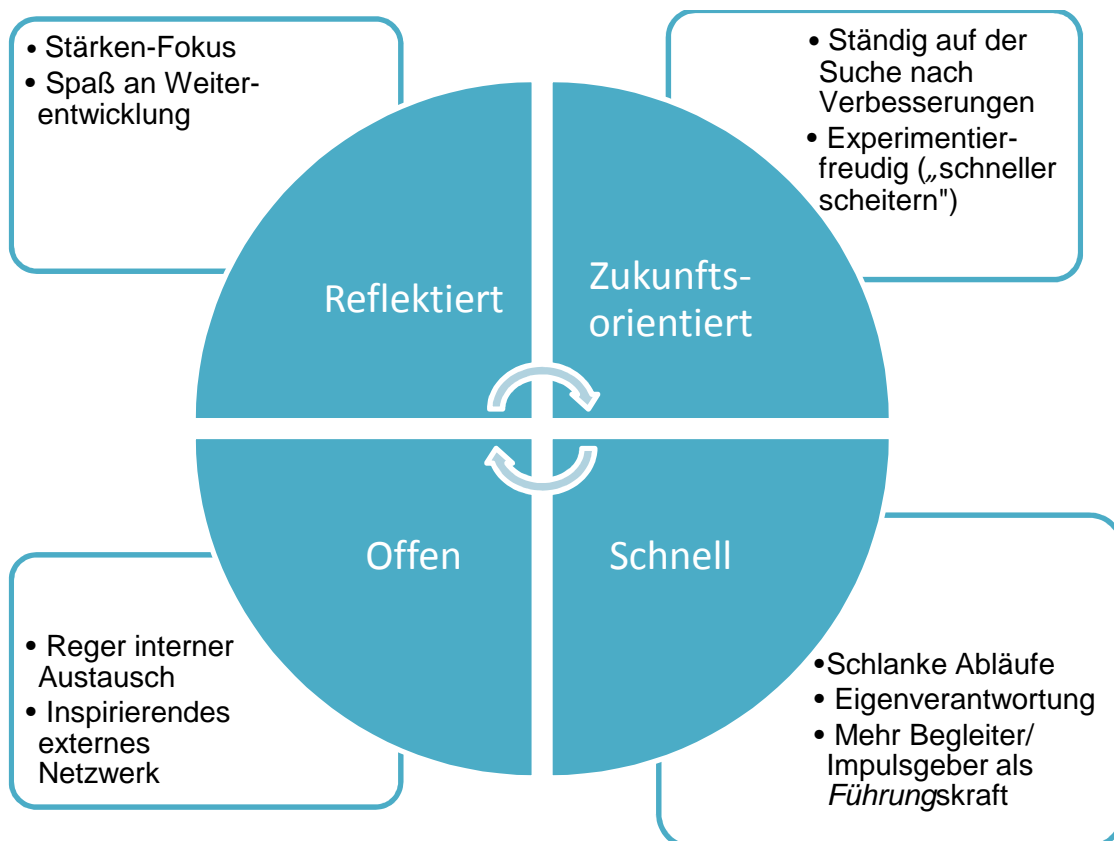 • Stärken-Fokus
• Spaß an Weiter-
entwicklung
• Ständig auf der
Suche nach
Verbesserungen
• Experimentier-
freudig („schneller
scheitern")
Reflektiert
Zukunfts-
orientiert
Offen
Schnell
• Reger interner
Austausch
• Inspirierendes
externes
Netzwerk
•Schlanke Abläufe
• Eigenverantwortung
• Mehr Begleiter/
Impulsgeber als
Führungskraft